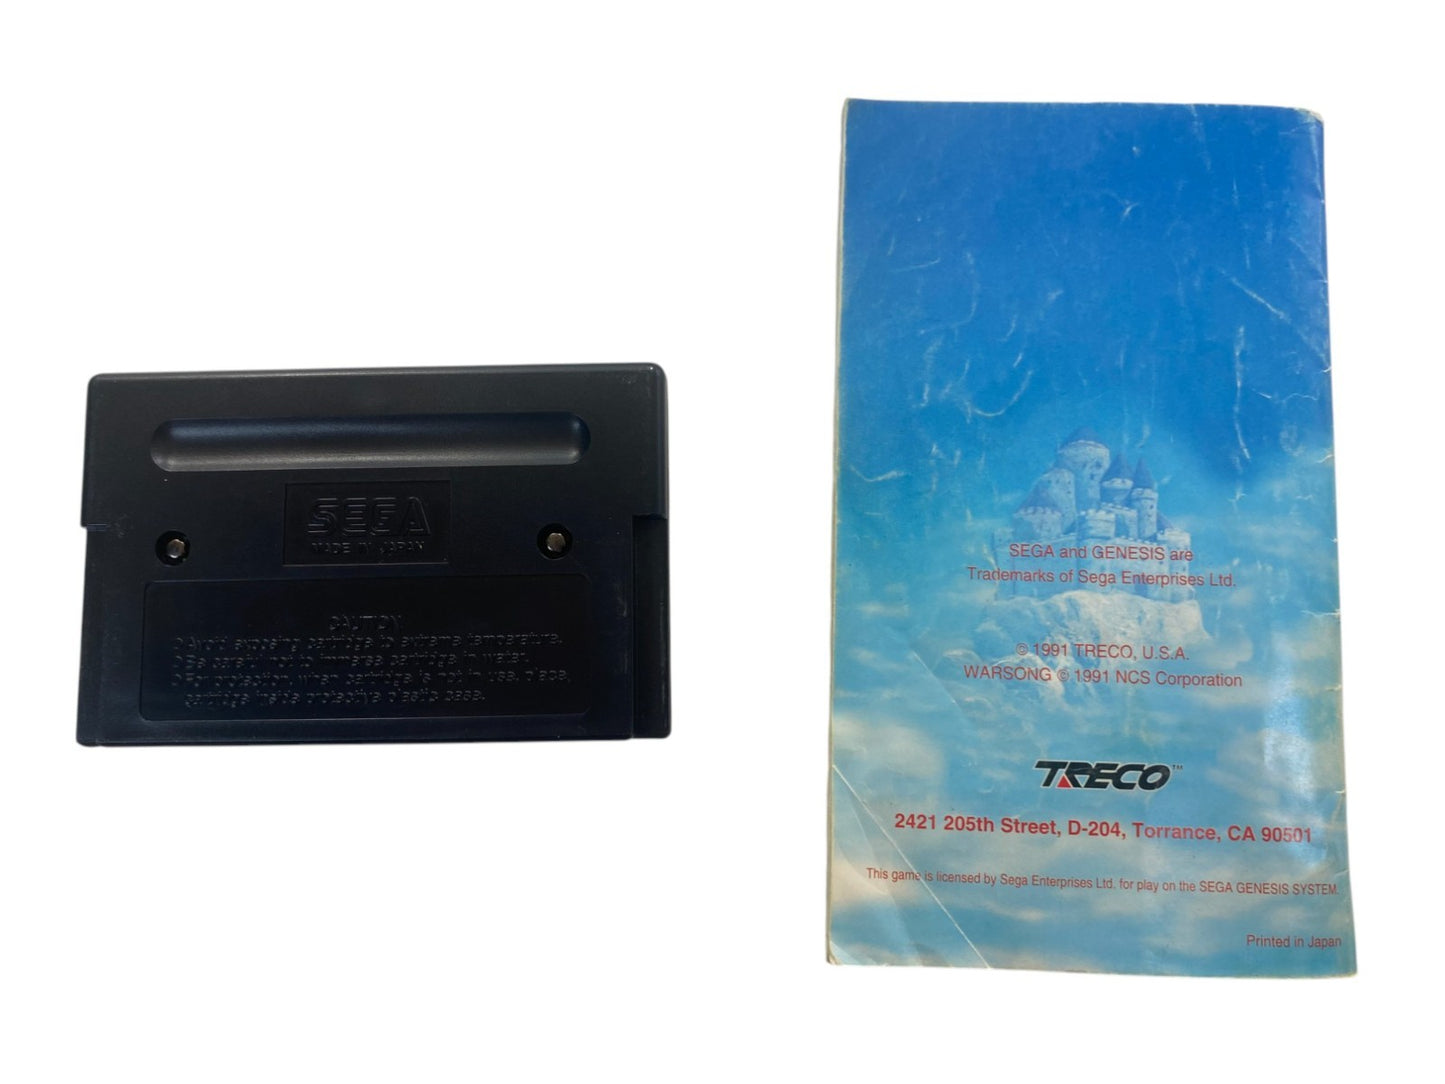 SEGA
MADE IN JAPAN
CAUTION
Avoid exposing cartridge to extreme temperature.
Be careful not to immerse cartridge in water.
For protection, when cartridge is not in use, place
cartridge inside protective plastic case.
SEGA and GENESIS are
Trademarks of Sega Enterprises Ltd.
© 1991 TRECO, U.S.A.
WARSONG © 1991 NCS Corporation
TRECO™
2421 205th Street, D-204, Torrance, CA 90501
This game is licensed by Sega Enterprises Ltd. for play on the SEGA GENESIS SYSTEM.
Printed in Japan